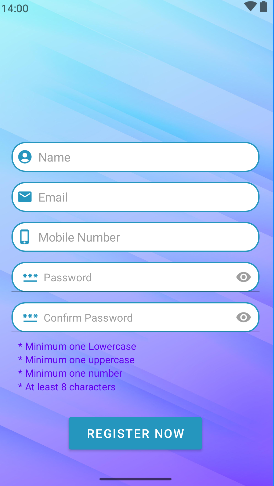 14:00
Name
Email
Mobile Number
Password
Confirm Password
* Minimum one Lowercase
* Minimum one uppercase
* Minimum one number
* At least 8 characters
REGISTER NOW